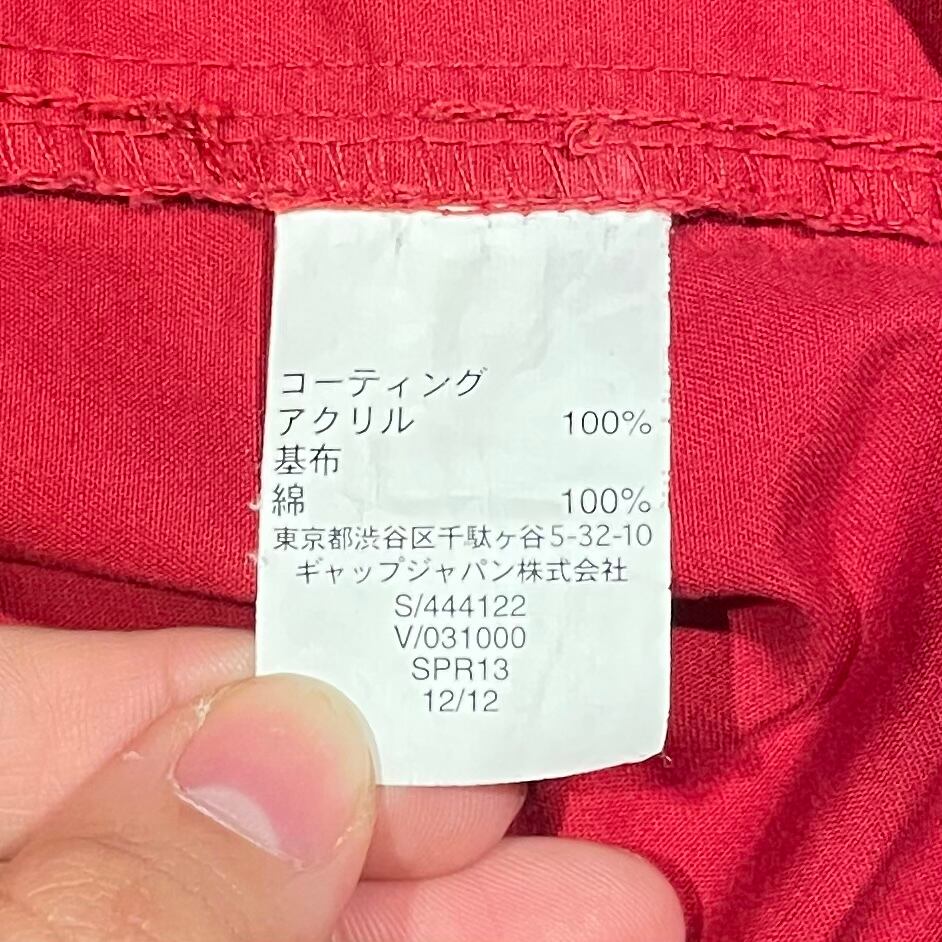 コーティング
アクリル 100%
基布
綿 100%
東京都渋谷区千駄ヶ谷5-32-10
ギャップジャパン株式会社
S/444122
V/031000
SPR13
12/12